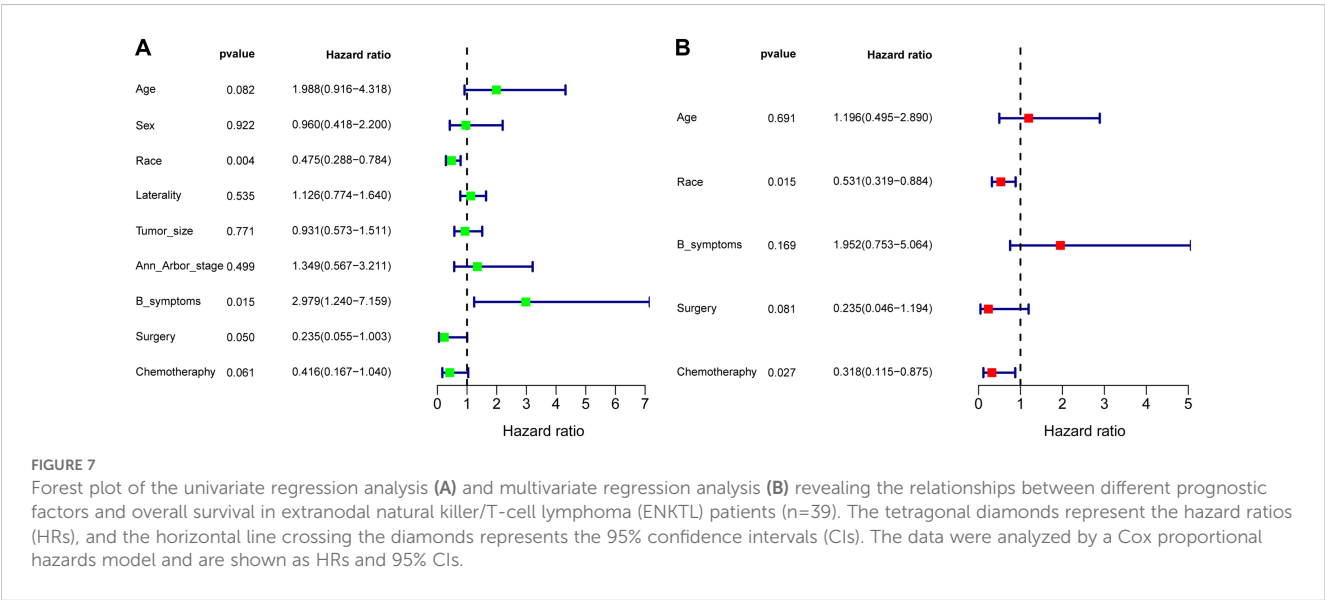 A
pvalue Hazard ratio
Age 0.082 1.988(0.916−4.318)
Sex 0.922 0.960(0.418−2.200)
Race 0.004 0.475(0.288−0.784)
Laterality 0.535 1.126(0.774−1.640)
Tumor_size 0.771 0.931(0.573−1.511)
Ann_Arbor_stage 0.499 1.349(0.567−3.211)
B_symptoms 0.015 2.979(1.240−7.159)
Surgery 0.050 0.235(0.055−1.003)
Chemotheraphy 0.061 0.416(0.167−1.040)
0 1 2 3 4 5 6 7
Hazard ratio
B
pvalue Hazard ratio
Age 0.691 1.196(0.495−2.890)
Race 0.015 0.531(0.319−0.884)
B_symptoms 0.169 1.952(0.753−5.064)
Surgery 0.081 0.235(0.046−1.194)
Chemotheraphy 0.027 0.318(0.115−0.875)
0 1 2 3 4 5
Hazard ratio
FIGURE 7
Forest plot of the univariate regression analysis (A) and multivariate regression analysis (B) revealing the relationships between different prognostic
factors and overall survival in extranodal natural killer/T-cell lymphoma (ENKTL) patients (n=39). The tetragonal diamonds represent the hazard ratios
(HRs), and the horizontal line crossing the diamonds represents the 95% confidence intervals (CIs). The data were analyzed by a Cox proportional
hazards model and are shown as HRs and 95% CIs.